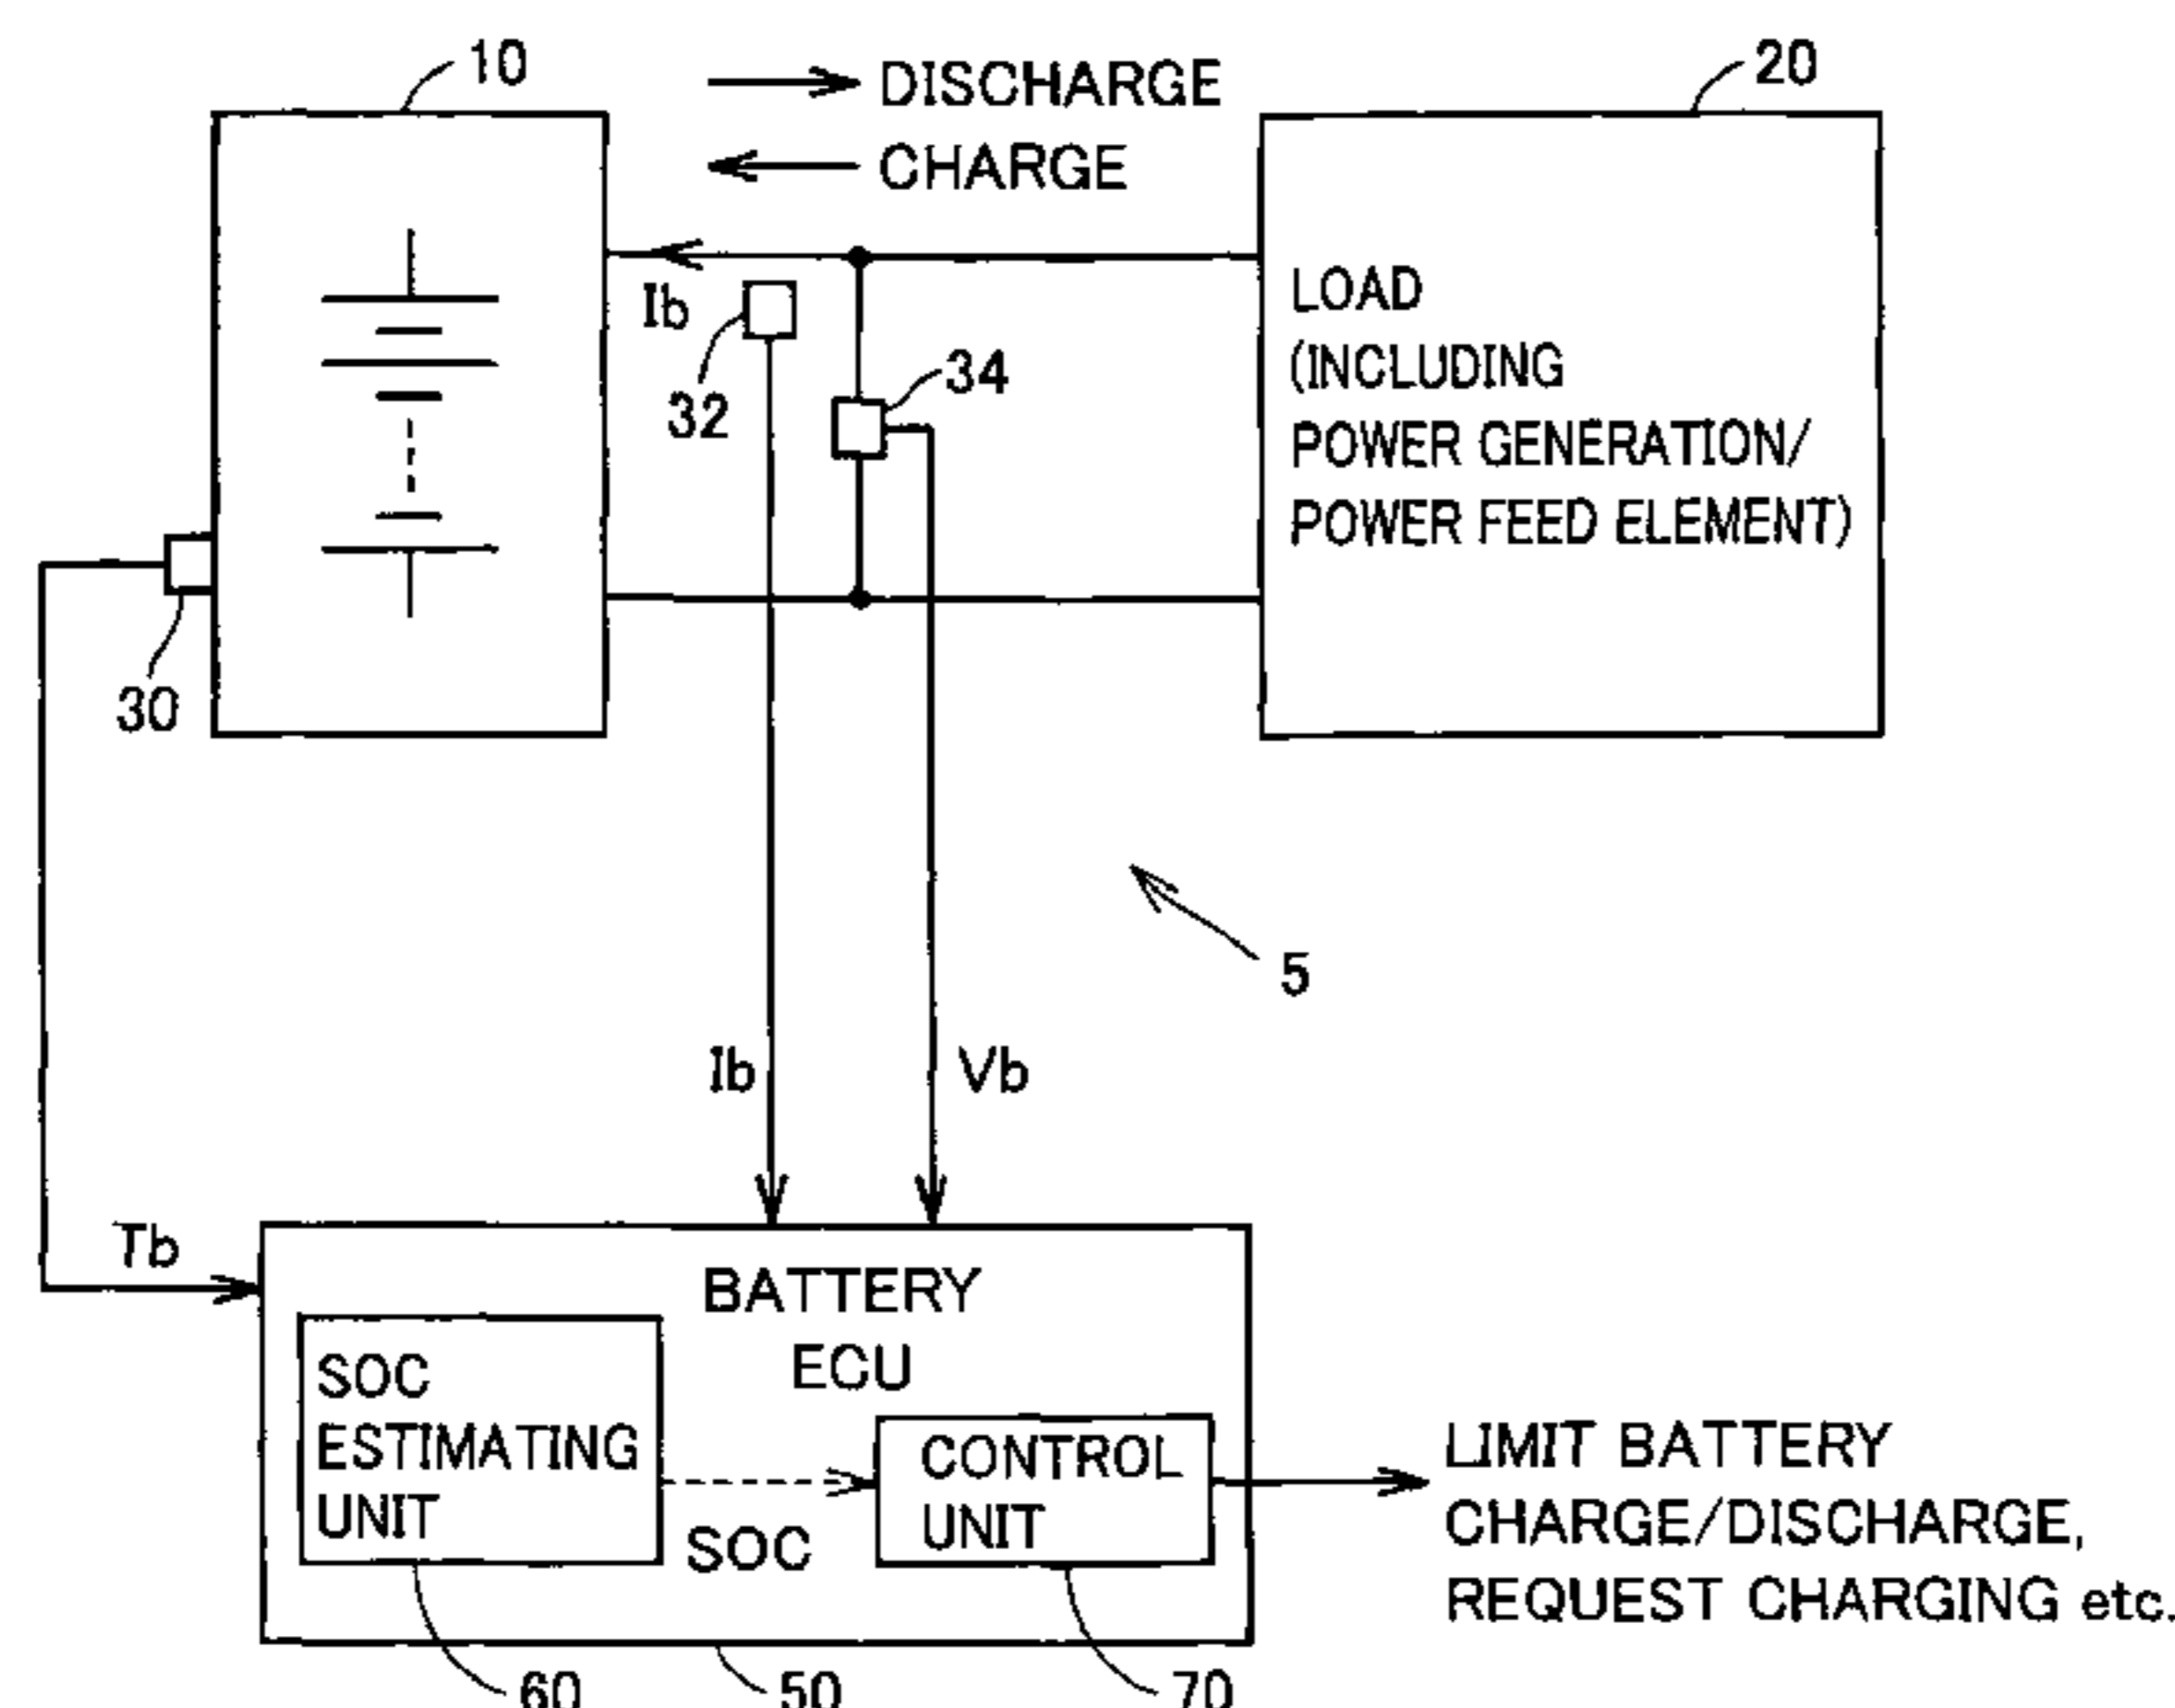 10
DISCHARGE
20
CHARGE
Ib
32
34
LOAD
(INCLUDING
POWER GENERATION/
POWER FEED ELEMENT)
30
5
Ib
Vb
Tb
BATTERY
ECU
SOC
ESTIMATING
UNIT
SOC
CONTROL
UNIT
LIMIT BATTERY
CHARGE/DISCHARGE,
REQUEST CHARGING etc.
60
50
70